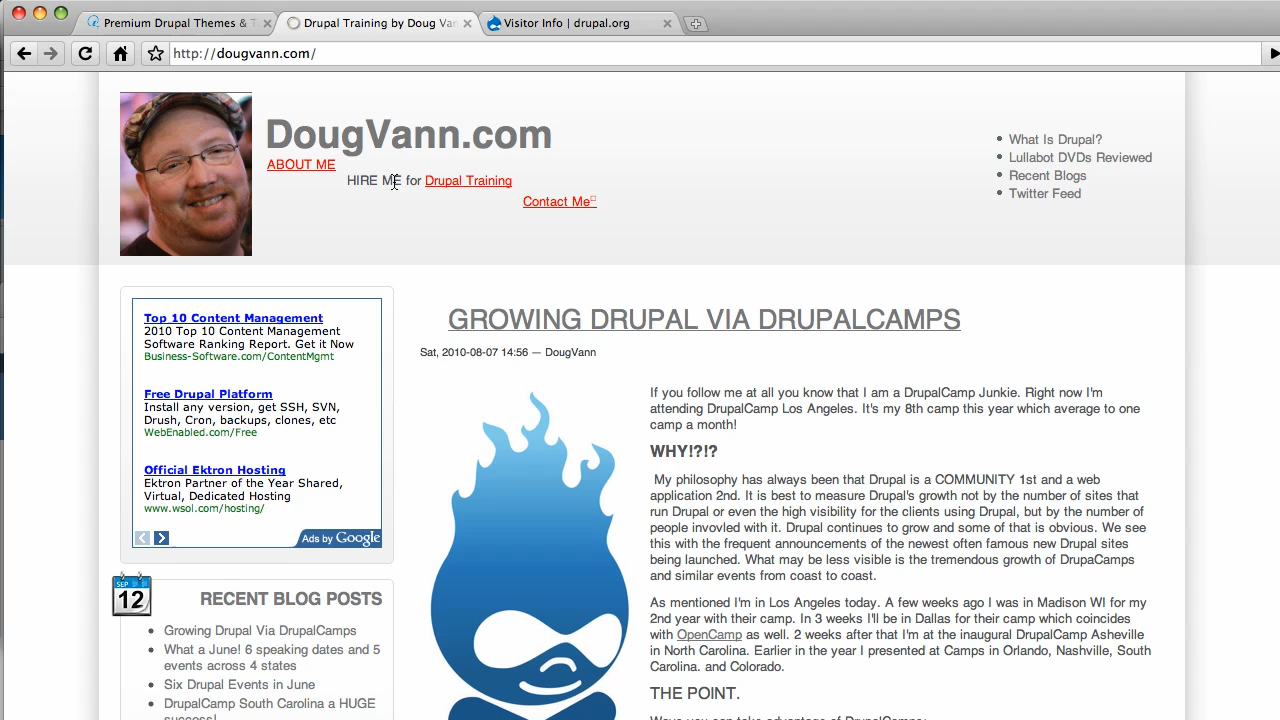 Premium Drupal Themes & T
Drupal Training by Doug Van
Visitor Info | drupal.org
http://dougvann.com/
DougVann.com
ABOUT ME
HIRE ME for Drupal Training
Contact Me
What Is Drupal?
Lullabot DVDs Reviewed
Recent Blogs
Twitter Feed
Top 10 Content Management
2010 Top 10 Content Management
Software Ranking Report. Get it Now
Business-Software.com/ContentMgmt
Free Drupal Platform
Install any version, get SSH, SVN,
Drush, Cron, backups, clones, etc
WebEnabled.com/Free
Official Ektron Hosting
Ektron Partner of the Year Shared,
Virtual, Dedicated Hosting
www.wsol.com/hosting/
Ads by Google
SEP
12
RECENT BLOG POSTS
Growing Drupal Via DrupalCamps
What a June! 6 speaking dates and 5
events across 4 states
Six Drupal Events in June
DrupalCamp South Carolina a HUGE
success!
GROWING DRUPAL VIA DRUPALCAMPS
Sat, 2010-08-07 14:56 — DougVann
If you follow me at all you know that I am a DrupalCamp Junkie. Right now I'm
attending DrupalCamp Los Angeles. It's my 8th camp this year which average to one
camp a month!
WHY!?!?
My philosophy has always been that Drupal is a COMMUNITY 1st and a web
application 2nd. It is best to measure Drupal's growth not by the number of sites that
run Drupal or even the high visibility for the clients using Drupal, but by the number of
people invovled with it. Drupal continues to grow and some of that is obvious. We see
this with the frequent announcements of the newest often famous new Drupal sites
being launched. What may be less visible is the tremendous growth of DrupaCamps
and similar events from coast to coast.
As mentioned I'm in Los Angeles today. A few weeks ago I was in Madison WI for my
2nd year with their camp. In 3 weeks I'll be in Dallas for their camp which coincides
with OpenCamp as well. 2 weeks after that I'm at the inaugural DrupalCamp Asheville
in North Carolina. Earlier in the year I presented at Camps in Orlando, Nashville, South
Carolina. and Colorado.
THE POINT.
Ways you can take advantage of DrupalCamps: